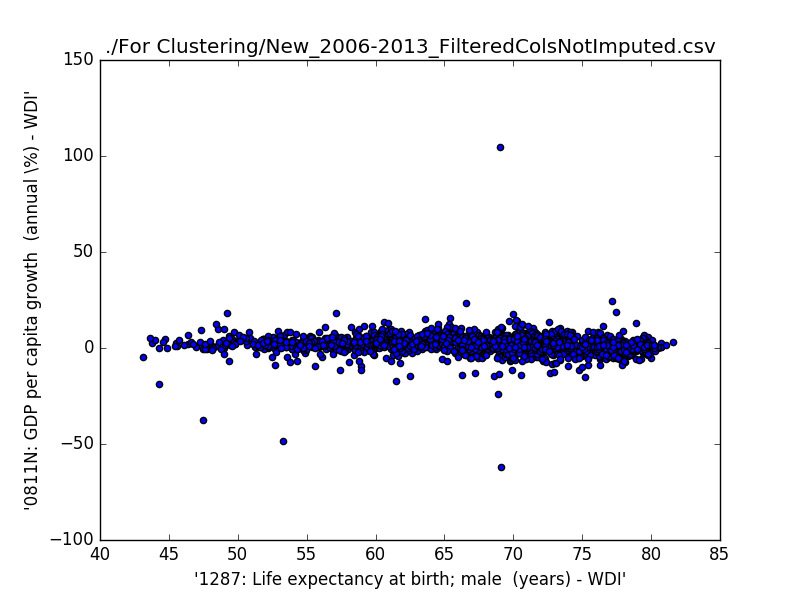 ./For Clustering/New_2006-2013_FilteredColsNotImputed.csv
'0811N: GDP per capita growth  (annual \%) - WDI'
150
100
50
0
−50
−100
40 45 50 55 60 65 70 75 80 85
'1287: Life expectancy at birth; male  (years) - WDI'